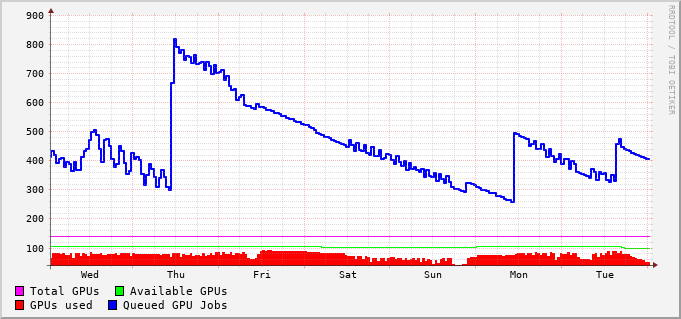 900
800
700
600
500
400
300
200
100
Wed Thu Fri Sat Sun Mon Tue
Total GPUs Available GPUs
GPUs used Queued GPU Jobs
RRDTOOL / TOBI OETIKER